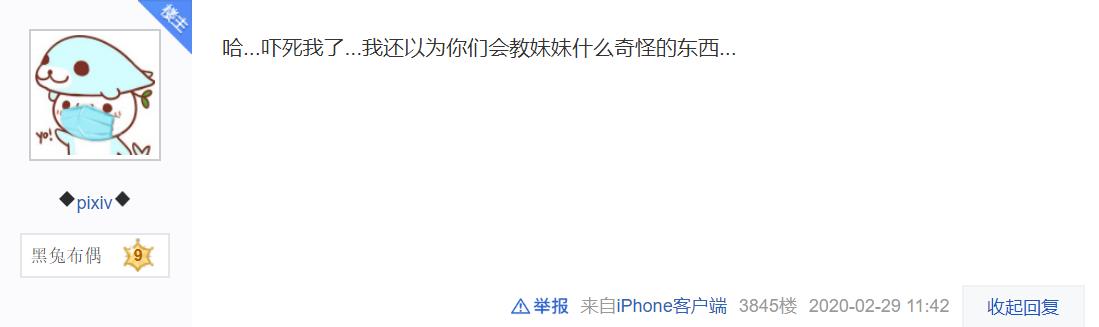 楼主
哈...吓死我了...我还以为你们会教妹妹什么奇怪的东西...
yo!
◆pixiv◆
黑兔布偶 9
举报 来自iPhone客户端 3845楼 2020-02-29 11:42 收起回复